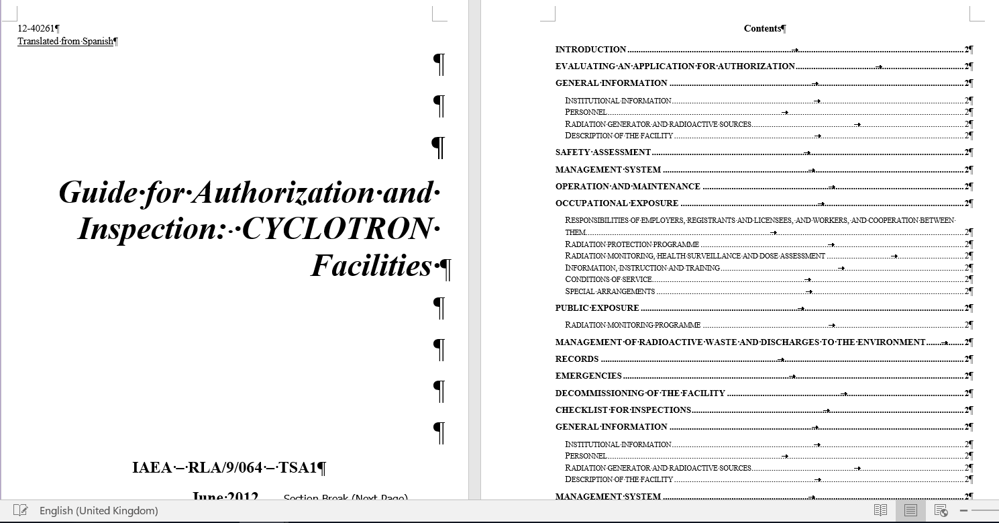 12-40261¶
Translated·from·Spanish¶
¶
¶
¶
Guide·for·Authorization·and·
Inspection:··CYCLOTRON·
Facilities·¶
¶
¶
¶
¶
IAEA·–·RLA/9/064·–·TSA1¶
June·2012 Section Break (Next Page)
Contents¶
INTRODUCTION → 2¶
EVALUATING·AN·APPLICATION·FOR·AUTHORIZATION → 2¶
GENERAL·INFORMATION → 2¶
INSTITUTIONAL·INFORMATION → 2¶
PERSONNEL → 2¶
RADIATION·GENERATOR·AND·RADIOACTIVE·SOURCES → 2¶
DESCRIPTION·OF·THE·FACILITY → 2¶
SAFETY·ASSESSMENT → 2¶
MANAGEMENT·SYSTEM → 2¶
OPERATION·AND·MAINTENANCE → 2¶
OCCUPATIONAL·EXPOSURE → 2¶
RESPONSIBILITIES·OF·EMPLOYERS,·REGISTRANTS·AND·LICENSEES,·AND·WORKERS,·AND·COOPERATION·BETWEEN·
THEM → 2¶
RADIATION·PROTECTION·PROGRAMME → 2¶
RADIATION·MONITORING,·HEALTH·SURVEILLANCE·AND·DOSE·ASSESSMENT → 2¶
INFORMATION,·INSTRUCTION·AND·TRAINING → 2¶
CONDITIONS·OF·SERVICE → 2¶
SPECIAL·ARRANGEMENTS → 2¶
PUBLIC·EXPOSURE → 2¶
RADIATION·MONITORING·PROGRAMME → 2¶
MANAGEMENT·OF·RADIOACTIVE·WASTE·AND·DISCHARGES·TO·THE·ENVIRONMENT → 2¶
RECORDS → 2¶
EMERGENCIES → 2¶
DECOMMISSIONING·OF·THE·FACILITY → 2¶
CHECKLIST·FOR·INSPECTIONS → 2¶
GENERAL·INFORMATION → 2¶
INSTITUTIONAL·INFORMATION → 2¶
PERSONNEL → 2¶
RADIATION·GENERATOR·AND·RADIOACTIVE·SOURCES → 2¶
DESCRIPTION·OF·THE·FACILITY → 2¶
MANAGEMENT·SYSTEM → 2¶
English (United Kingdom)